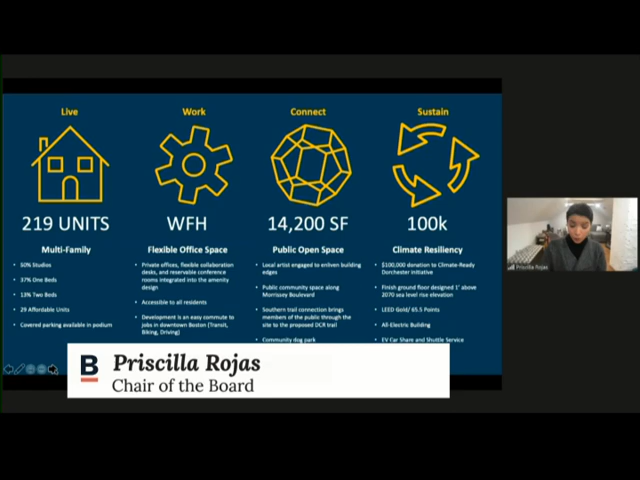 Live
Work
Connect
Sustain
219 UNITS
WFH
14,200 SF
100k
Multi-Family
Flexible Office Space
Public Open Space
Climate Resiliency
• 50% Studios
• 37% One Beds
• 13% Two Beds
• 29 Affordable Units
• Covered parking available in podium
• Private offices, flexible collaboration
desks, and reservable conference
rooms integrated into the amenity
design
• Accessible to all residents
• Development is an easy commute to
jobs in downtown Boston (Transit,
Biking, Driving)
• Local artist engaged to enliven building
edges
• Public community space along
Morrissey Boulevard
• Southern trail connection brings
members of the public through the
site to the proposed DCR trail
• Community dog park
• $100,000 donation to Climate-Ready
Dorchester Initiative
• Finish ground floor designed 1' above
2070 sea level rise elevation
• LEED Gold/ 65.5 Points
• All-Electric Building
• EV Car Share and Shuttle Service
Priscilla Rojas
B
Priscilla Rojas
Chair of the Board